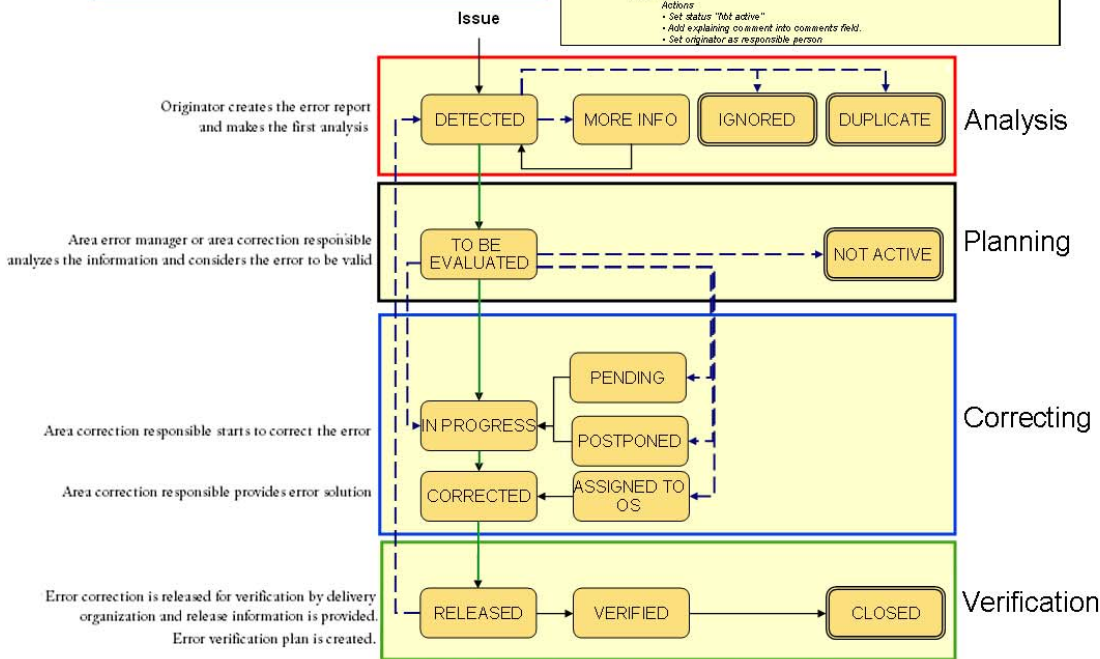 Actions
• Set status "Not active"
• Add explaining comment into comments field.
• Set originator as responsible person
Issue
Originator creates the error report
and makes the first analysis
DETECTED
MORE INFO
IGNORED
DUPLICATE
Analysis
Area error manager or area correction responsible
analyzes the information and considers the error to be valid
TO BE
EVALUATED
NOT ACTIVE
Planning
PENDING
Area correction responsible starts to correct the error
IN PROGRESS
POSTPONED
Correcting
Area correction responsible provides error solution
CORRECTED
ASSIGNED TO
OS
Error correction is released for verification by delivery
organization and release information is provided.
Error verification plan is created.
RELEASED
VERIFIED
CLOSED
Verification